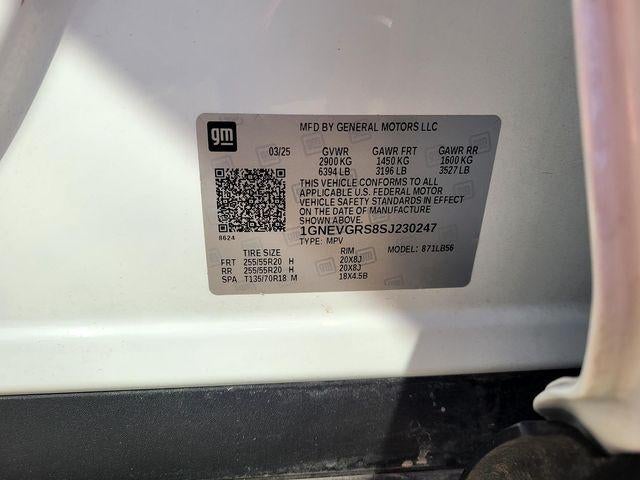 gm
MFD BY GENERAL MOTORS LLC
03/25 GVWR GAWR FRT GAWR RR
2900 KG 1450 KG 1600 KG
6394 LB 3196 LB 3527 LB
THIS VEHICLE CONFORMS TO ALL
APPLICABLE U.S. FEDERAL MOTOR
VEHICLE SAFETY STANDARDS IN EFFECT
ON THE DATE OF MANUFACTURE
SHOWN ABOVE.
1GNEVGRS8SJ230247
8624
TYPE: MPV MODEL: 871LB56
TIRE SIZE RIM
FRT 255/55R20 H 20X8J
RR 255/55R20 H 20X8J
SPA T135/70R18 M 18X4.5B